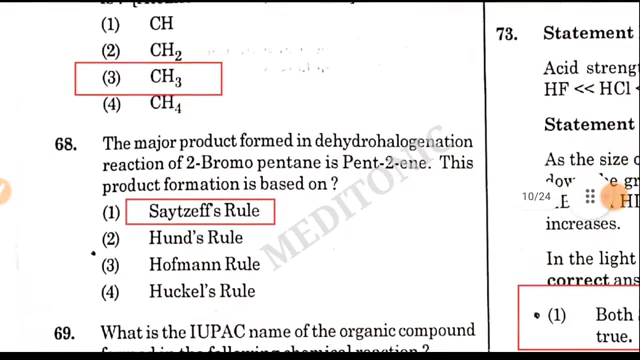 (1) CH
(2) CH2
(3) CH3
(4) CH4
68. The major product formed in dehydrohalogenation
reaction of 2-Bromo pentane is Pent-2-ene. This
product formation is based on ?
(1) Saytzeff's Rule
(2) Hund's Rule
(3) Hofmann Rule
(4) Huckel's Rule
69. What is the IUPAC name of the organic compound
MEDITONIC
73. Statement
Acid streng
HF << HCl
Statement
As the size o
10/24
increases.
In the light
correct ans
(1) Both
true.